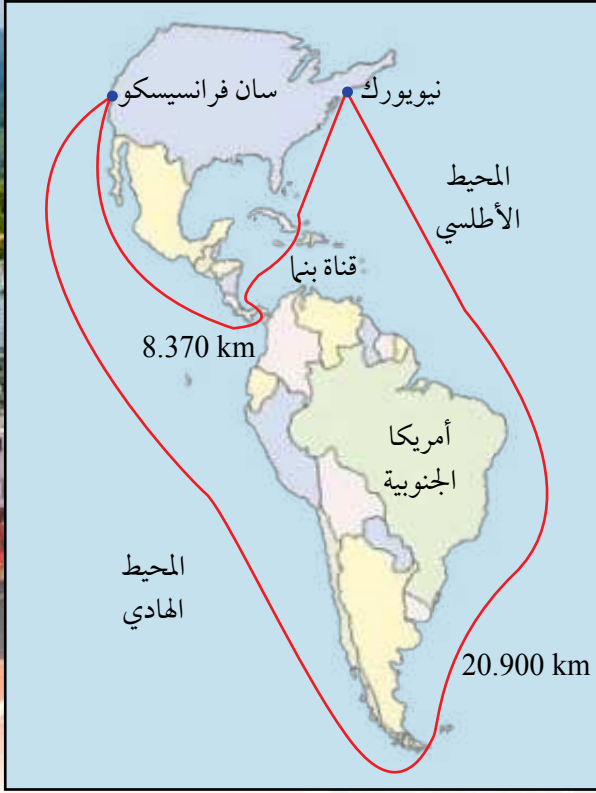 سان فرانسيسكو
نيويورك
المحيط
الأطلسي
قناة بنما
8.370 km
أمريكا
الجنوبية
المحيط
الهادي
20.900 km